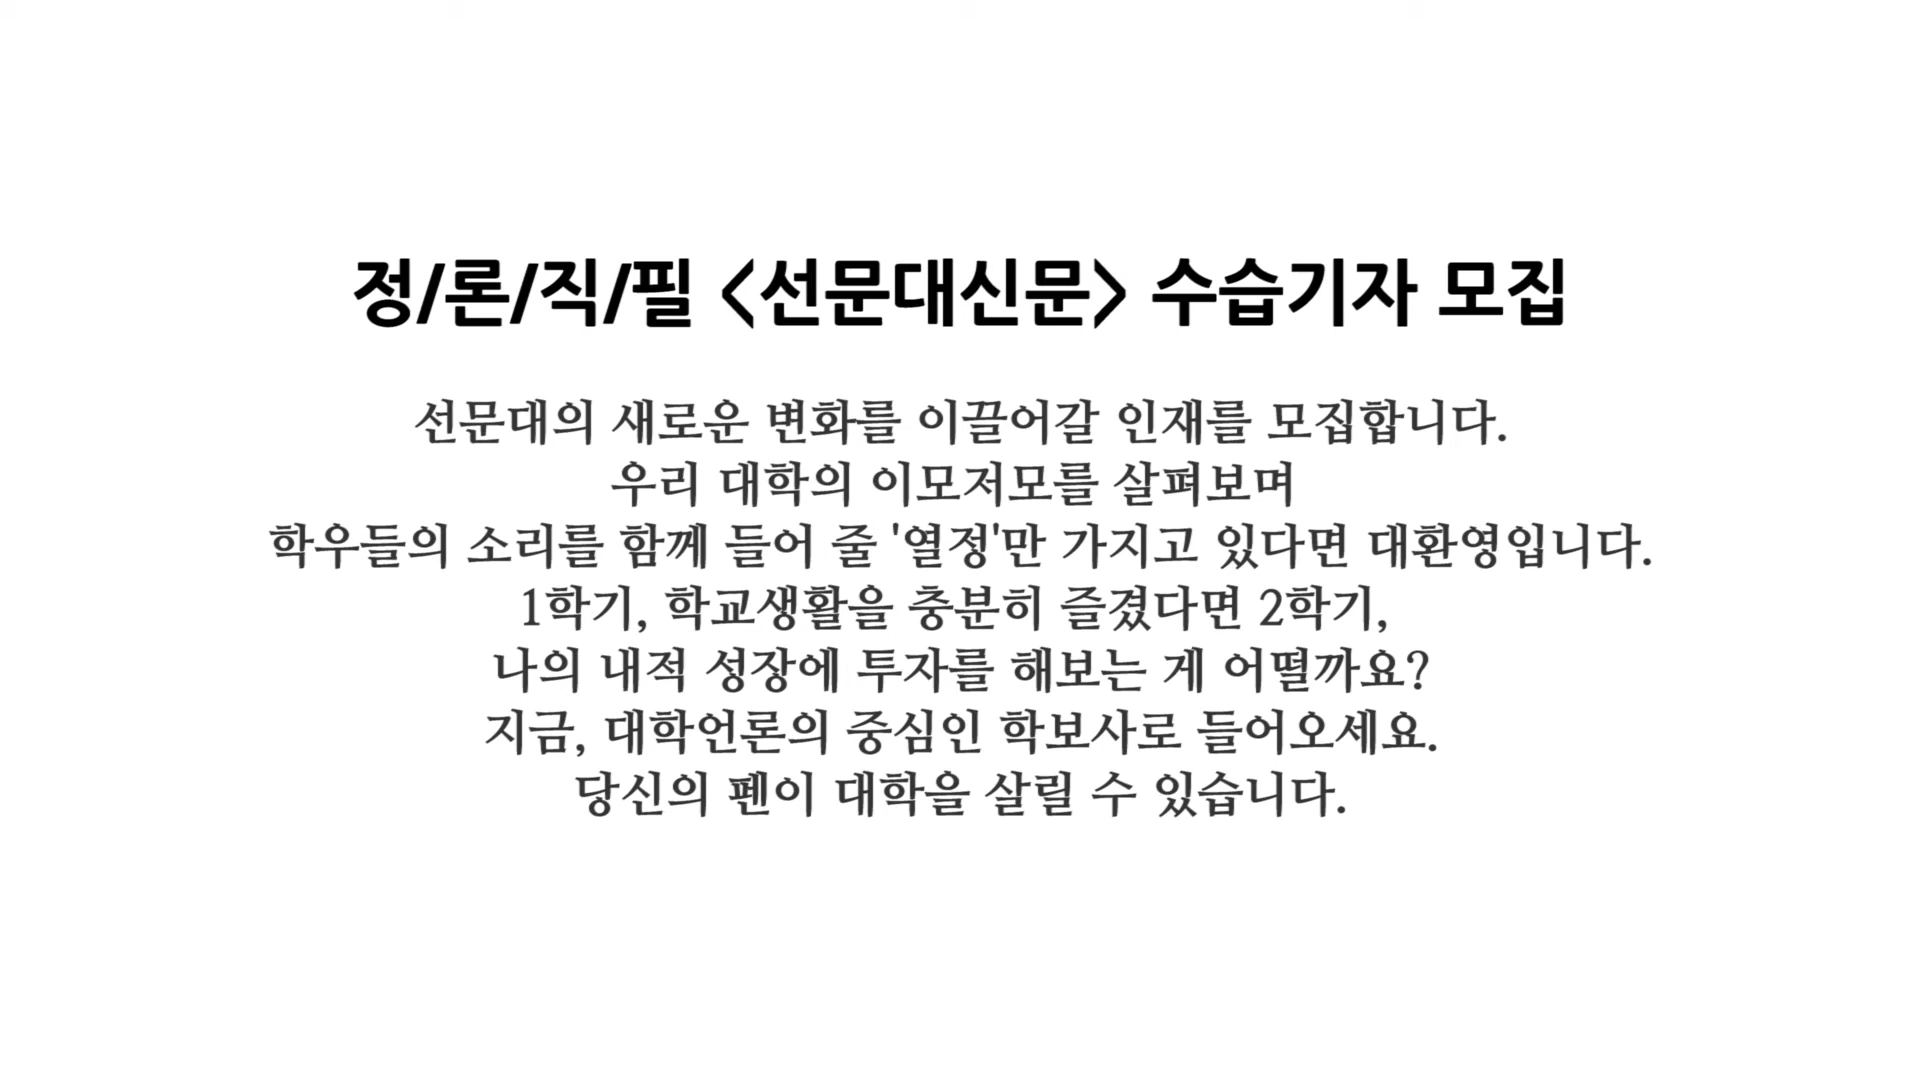 정/론/직/필 <선문대신문> 수습기자 모집
선문대의 새로운 변화를 이끌어갈 인재를 모집합니다.
우리 대학의 이모저모를 살펴보며
학우들의 소리를 함께 들어 줄 '열정'만 가지고 있다면 대환영입니다.
1학기, 학교생활을 충분히 즐겼다면 2학기,
나의 내적 성장에 투자를 해보는 게 어떨까요?
지금, 대학언론의 중심인 학보사로 들어오세요.
당신의 펜이 대학을 살릴 수 있습니다.